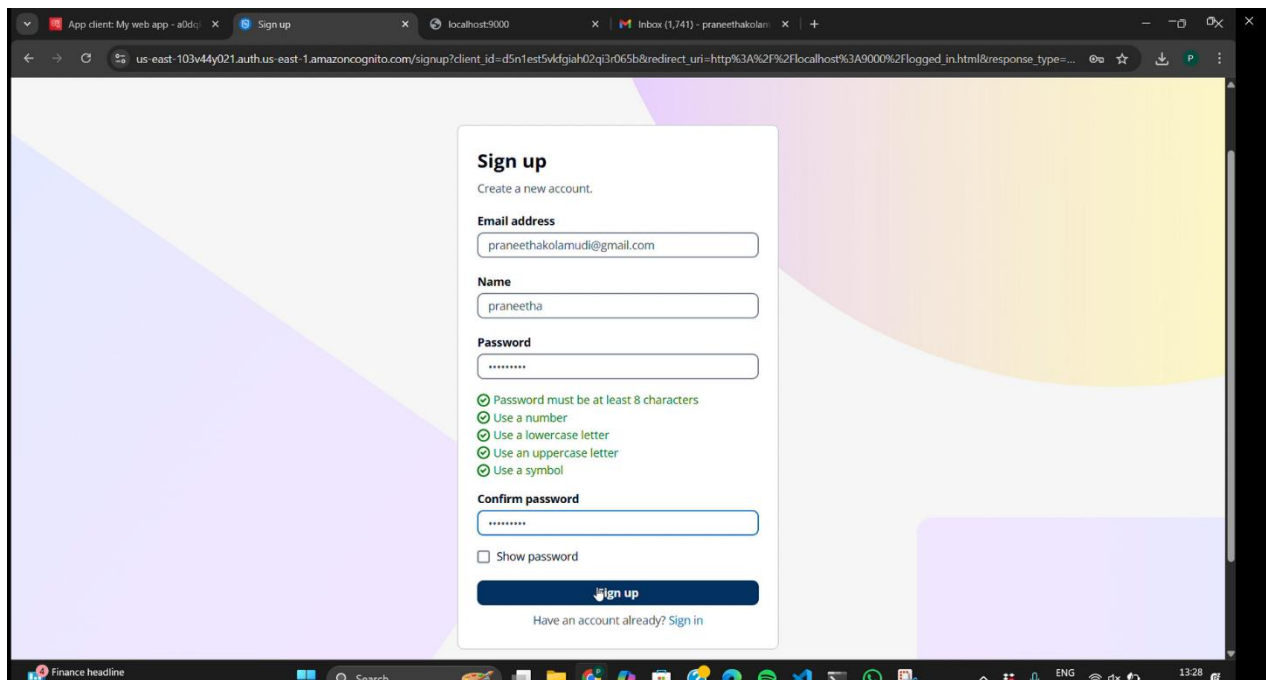 App client: My web app - a0dq
Sign up
localhost:9000
Inbox (1,741) - praneethakolam
us-east-103v44y021.auth.us-east-1.amazoncognito.com/signup?client_id=d5n1est5vkfgiah02qi3r065b&redirect_uri=http%3A%2F%2Flocalhost%3A9000%2Flogged_in.html&response_type=...
P
Sign up
Create a new account.
Email address
praneethakolamudi@gmail.com
Name
praneetha
Password
Password must be at least 8 characters
Use a number
Use a lowercase letter
Use an uppercase letter
Use a symbol
Confirm password
Show password
Sign up
Have an account already? Sign in
4
Finance headline
Search
ENG
13:28